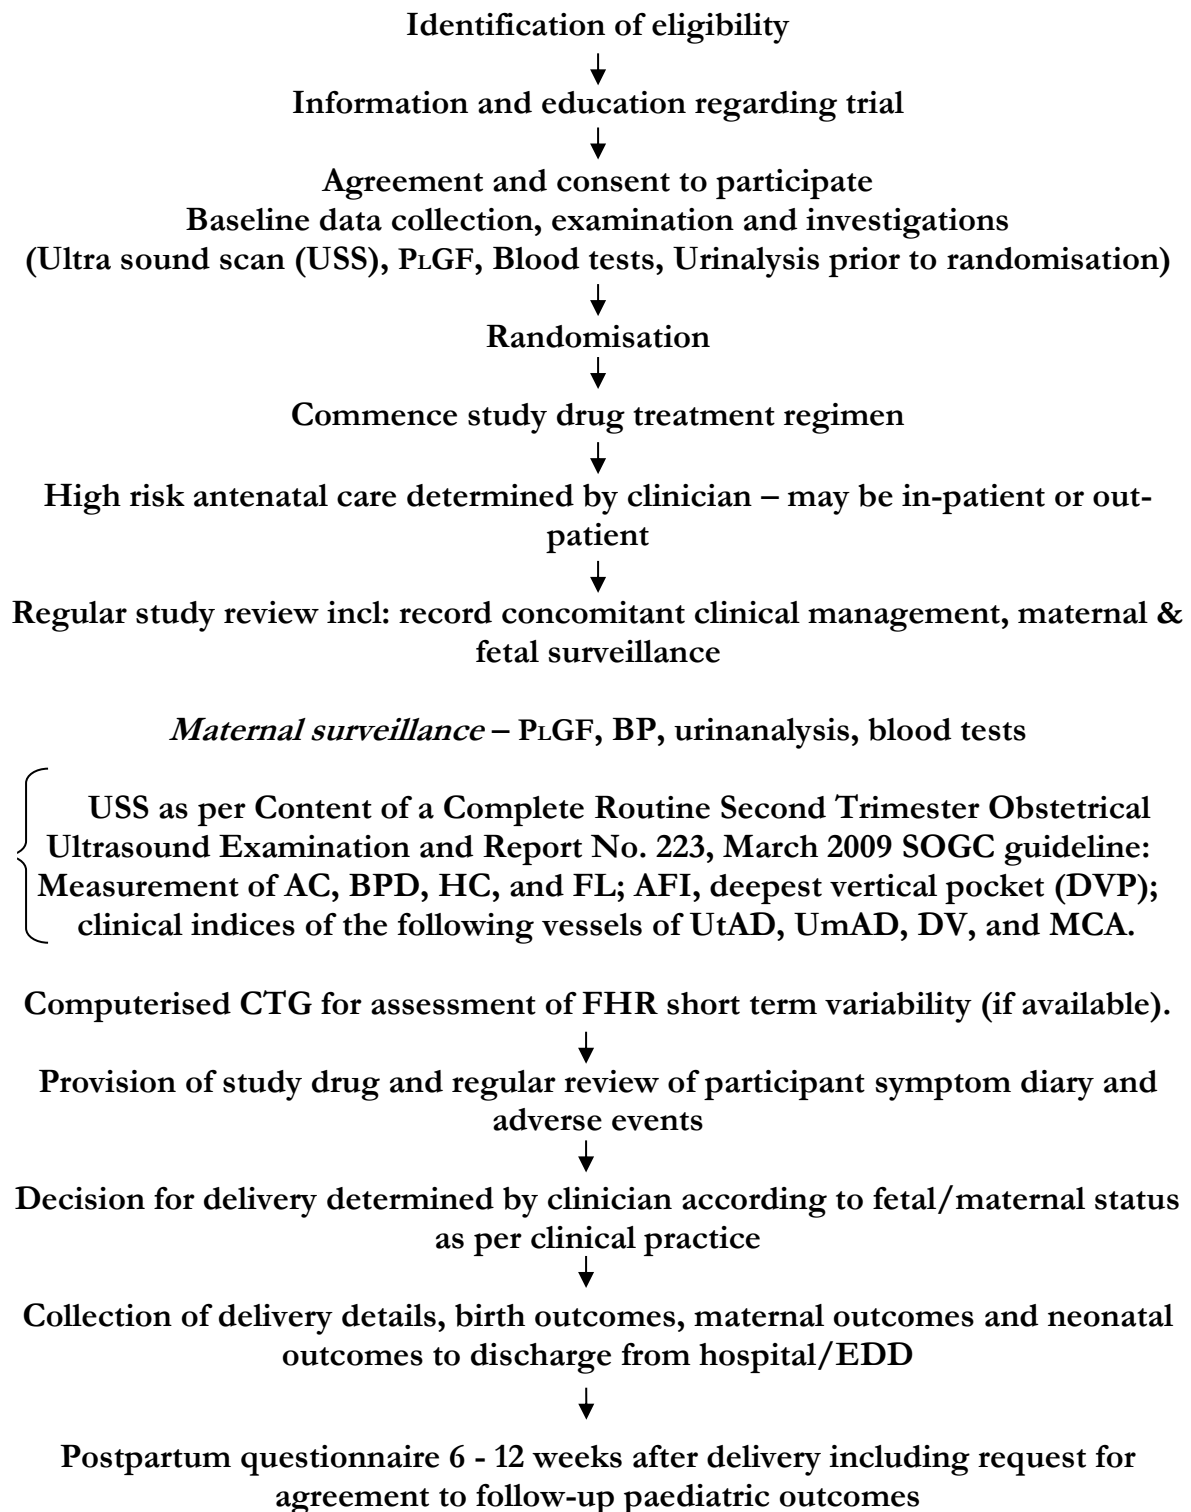 Identification of eligibility
Information and education regarding trial
Agreement and consent to participate
Baseline data collection, examination and investigations
(Ultra sound scan (USS), PLGF, Blood tests, Urinalysis prior to randomisation)
Randomisation
Commence study drug treatment regimen
High risk antenatal care determined by clinician – may be in-patient or out-
patient
Regular study review incl: record concomitant clinical management, maternal &
fetal surveillance
Maternal surveillance – PLGF, BP, urinanalysis, blood tests
USS as per Content of a Complete Routine Second Trimester Obstetrical
Ultrasound Examination and Report No. 223, March 2009 SOGC guideline:
Measurement of AC, BPD, HC, and FL; AFI, deepest vertical pocket (DVP);
clinical indices of the following vessels of UtAD, UmAD, DV, and MCA.
Computerised CTG for assessment of FHR short term variability (if available).
Provision of study drug and regular review of participant symptom diary and
adverse events
Decision for delivery determined by clinician according to fetal/maternal status
as per clinical practice
Collection of delivery details, birth outcomes, maternal outcomes and neonatal
outcomes to discharge from hospital/EDD
Postpartum questionnaire 6 - 12 weeks after delivery including request for
agreement to follow-up paediatric outcomes